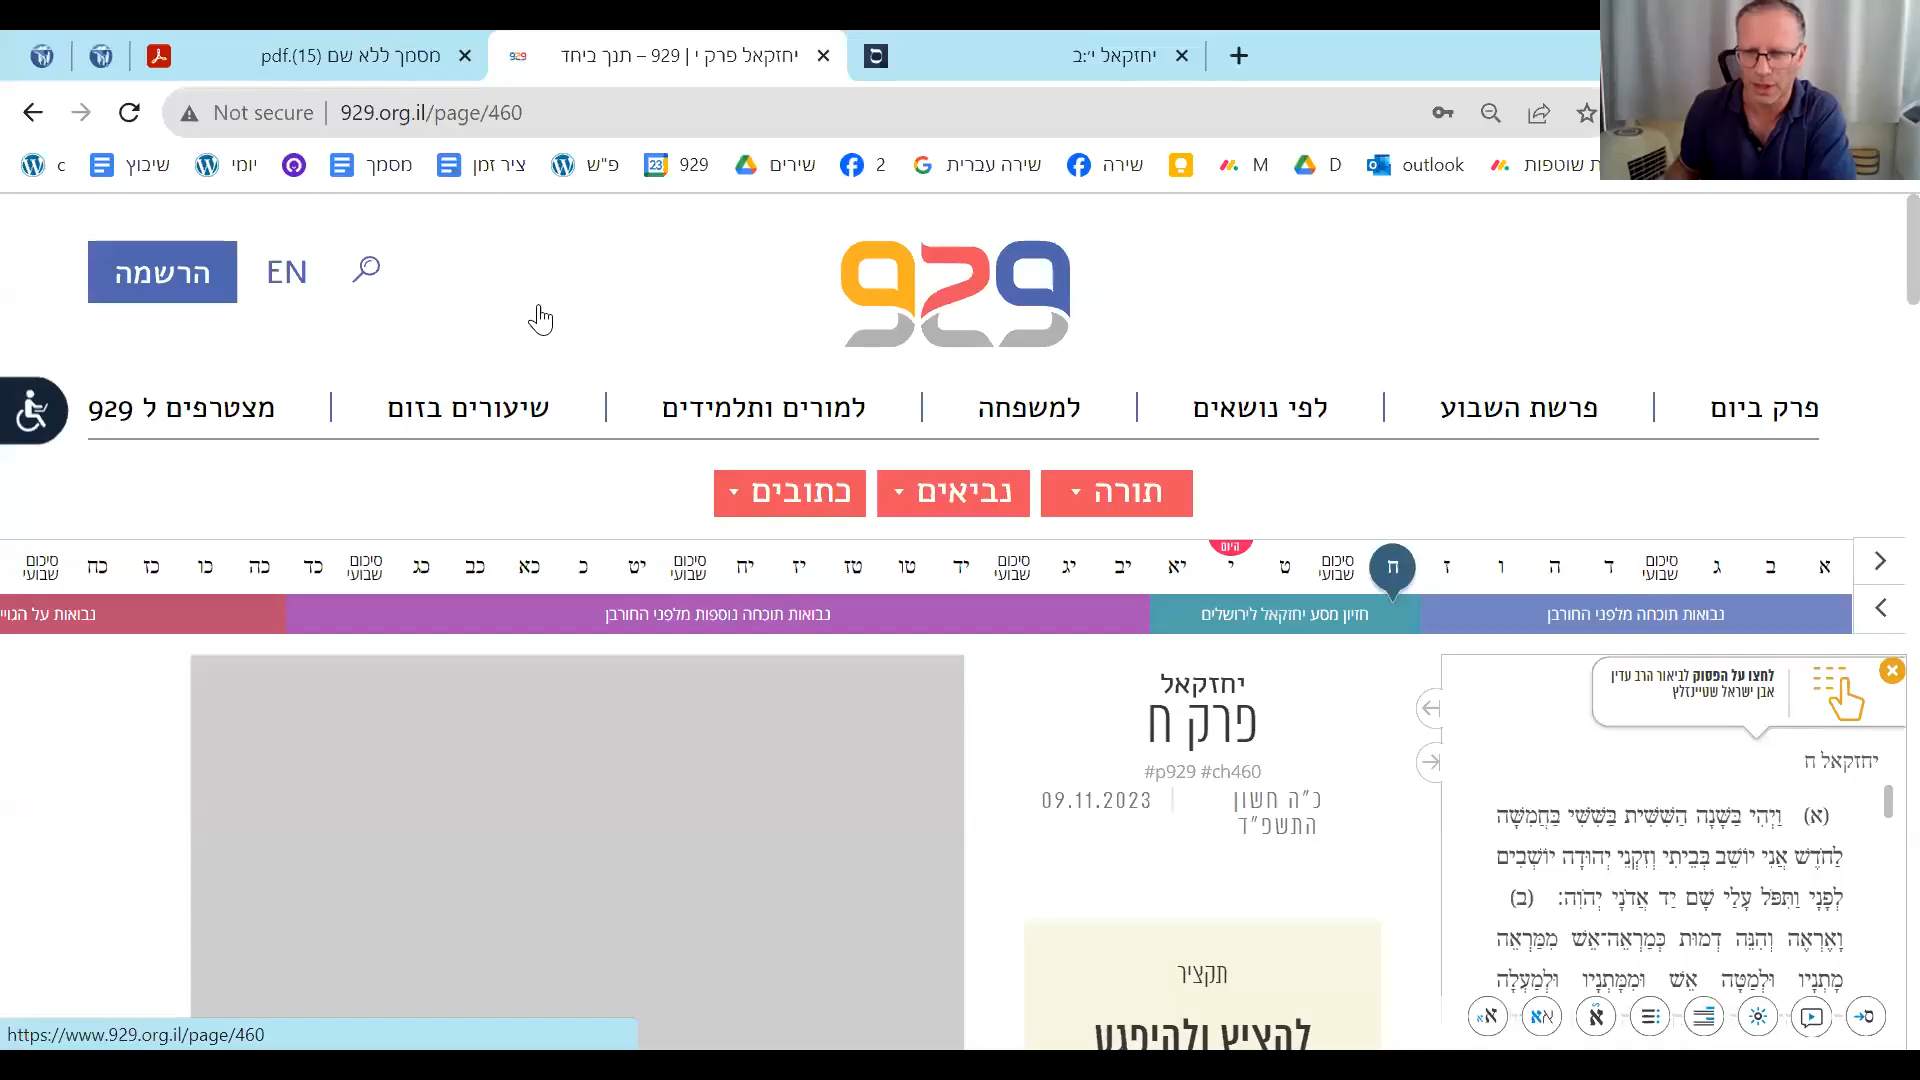 מסמך ללא שם (15).pdf
יחזקאל פרק י | 929 – תנך ביחד
יחזקאל י׳:ב
Not secure | 929.org.il/page/460
c שיבוץ יומי מסמך ציר זמן פ"ש 929 שירים 2 שירה עברית שירה M D outlook שוטפות
הרשמה EN
929
פרק ביום | פרשת השבוע | לפי נושאים | למשפחה | למורים ותלמידים | שיעורים בזום | מצטרפים ל 929
תורה נביאים כתובים
היום
א ב ג סיכום שבועי ד ה ו ז ח סיכום שבועי ט י יא יב יג סיכום שבועי יד טו טז יז יח סיכום שבועי יט כ כא כב כג סיכום שבועי כד כה כו כז כח סיכום שבועי
נבואות תוכחה מלפני החורבן חזיון מסע יחזקאל לירושלים נבואות תוכחה נוספות מלפני החורבן נבואות על הגויי
לחצו על הפסוק לביאור הרב עדין
אבן ישראל שטיינזלץ
יחזקאל ח
(א) וַיְהִי בַּשָּׁנָה הַשִּׁשִּׁית בַּשִּׁשִּׁי בַּחֲמִשָּׁה
לַחֹדֶשׁ אֲנִי יוֹשֵׁב בְּבֵיתִי וְזִקְנֵי יְהוּדָה יוֹשְׁבִים
לְפָנָי וַתִּפֹּל עָלַי שָׁם יַד אֲדֹנָי יְהוִה: (ב)
וָאֶרְאֶה וְהִנֵּה דְמוּת כְּמַרְאֵה־אֵשׁ מִמַּרְאֵה
מָתְנָיו וּלְמַטָּה אֵשׁ וּמִמָּתְנָיו וּלְמַעְלָה
יחזקאל
פרק ח
#p929 #ch460
כ"ה חשון
התשפ"ד
09.11.2023
תקציר
להציץ ולהיפגע
https://www.929.org.il/page/460